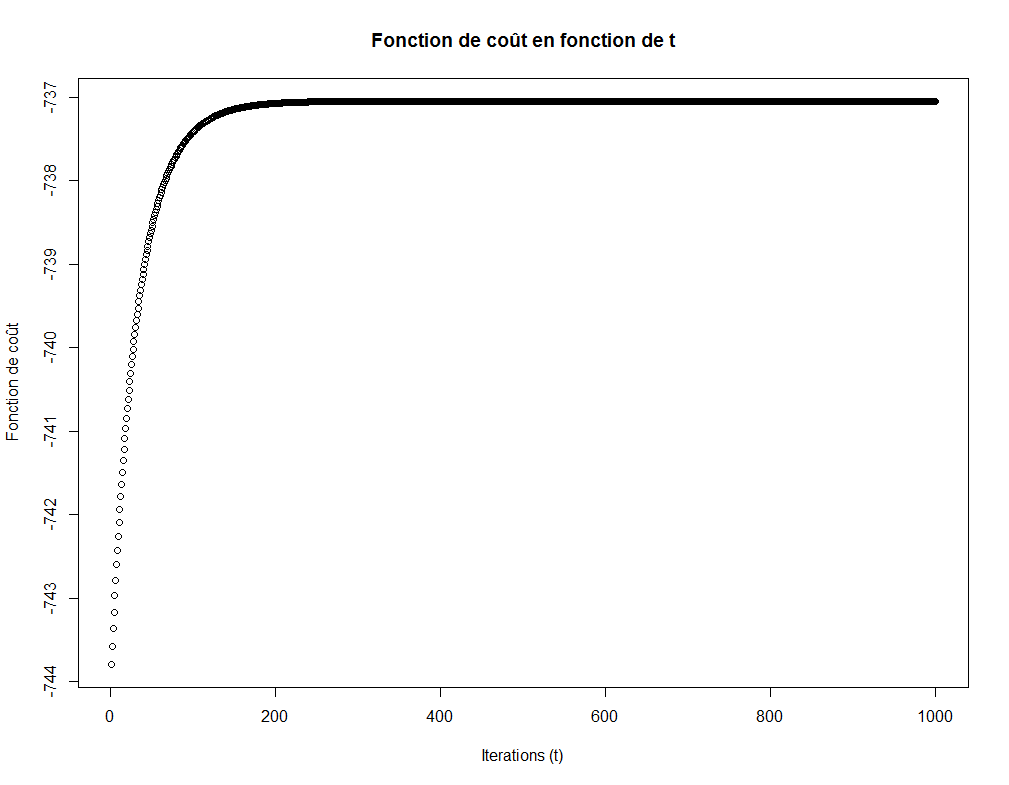 Fonction de coût en fonction de t
Fonction de coût
-737
-738
-739
-740
-741
-742
-743
-744
0 200 400 600 800 1000
Iterations (t)